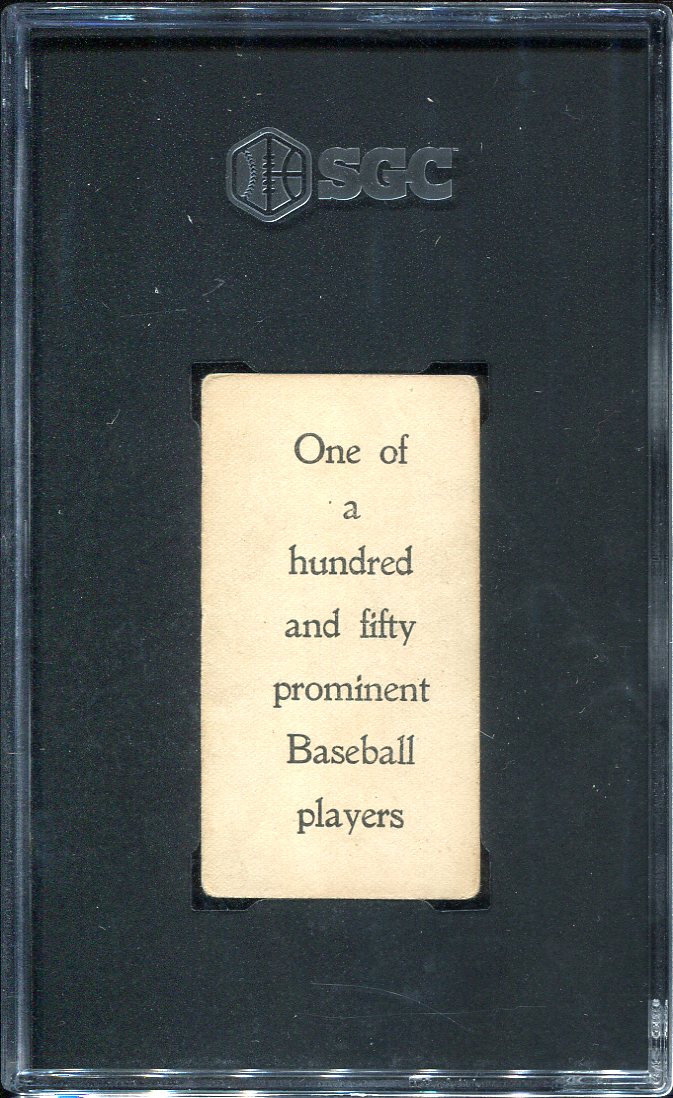 SGC
One of
a
hundred
and fifty
prominent
Baseball
players